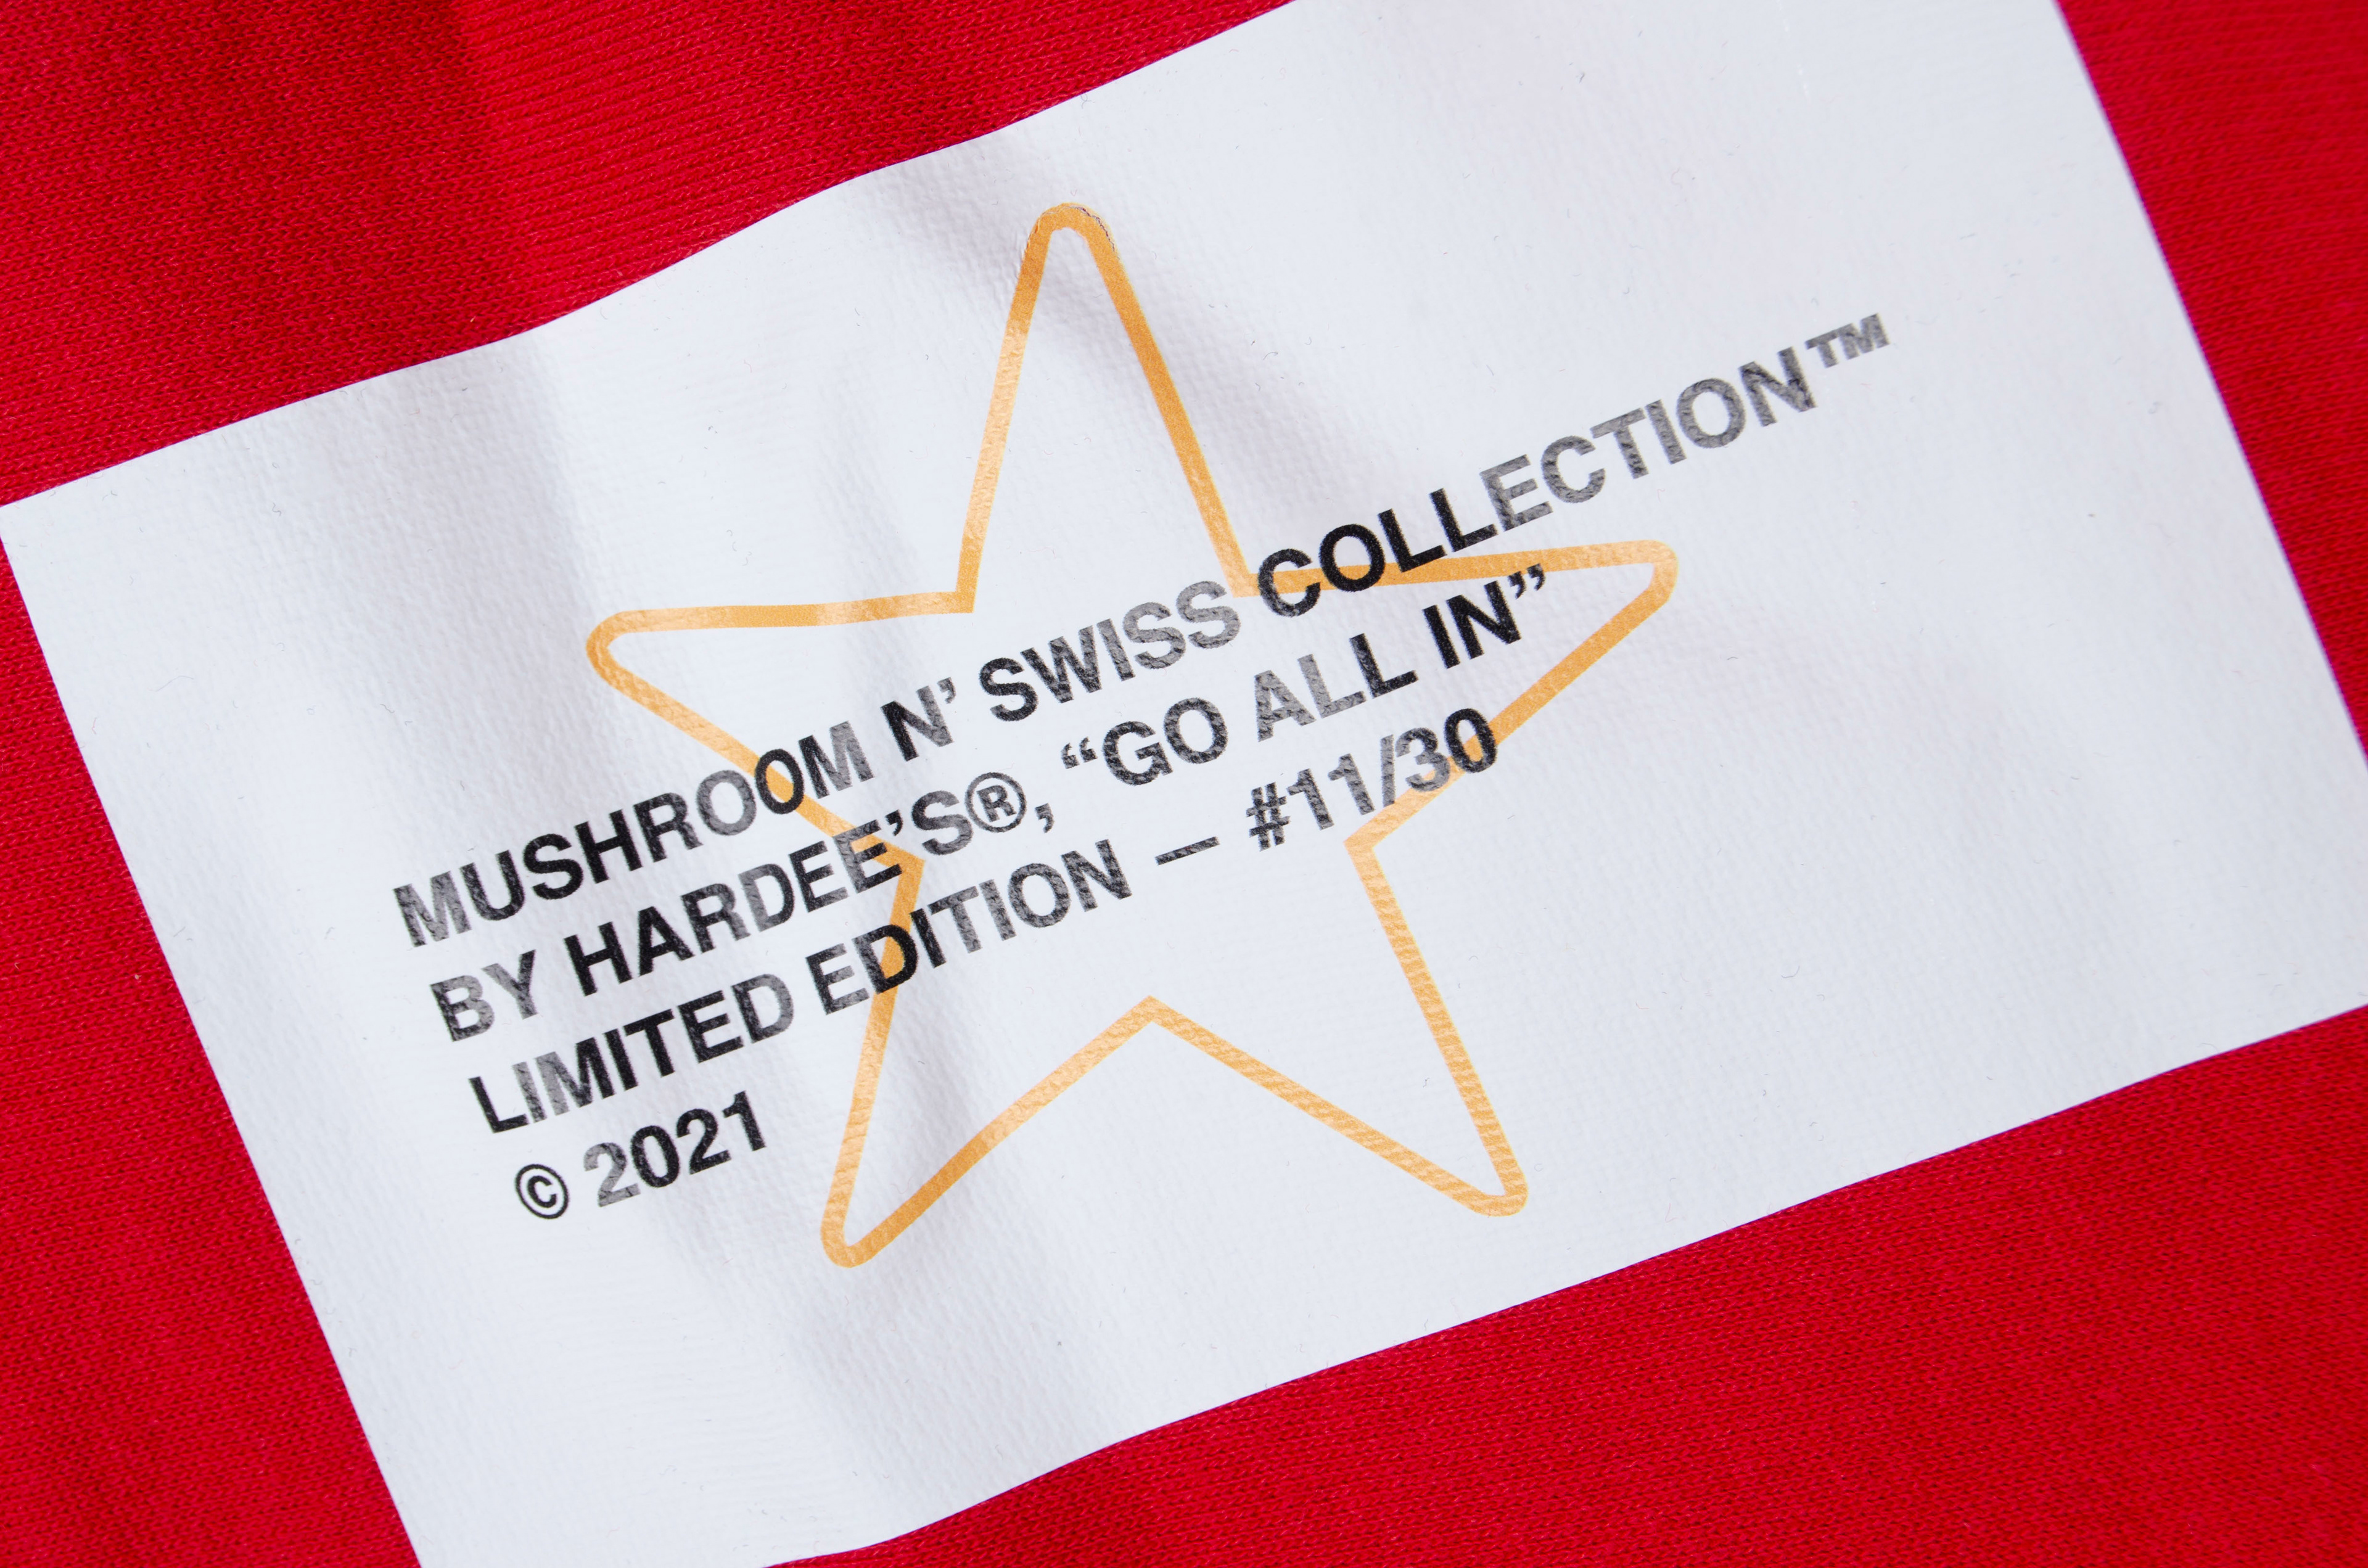 MUSHROOM N’ SWISS COLLECTION™
BY HARDEE’S®, “GO ALL IN”
LIMITED EDITION — #11/30
© 2021